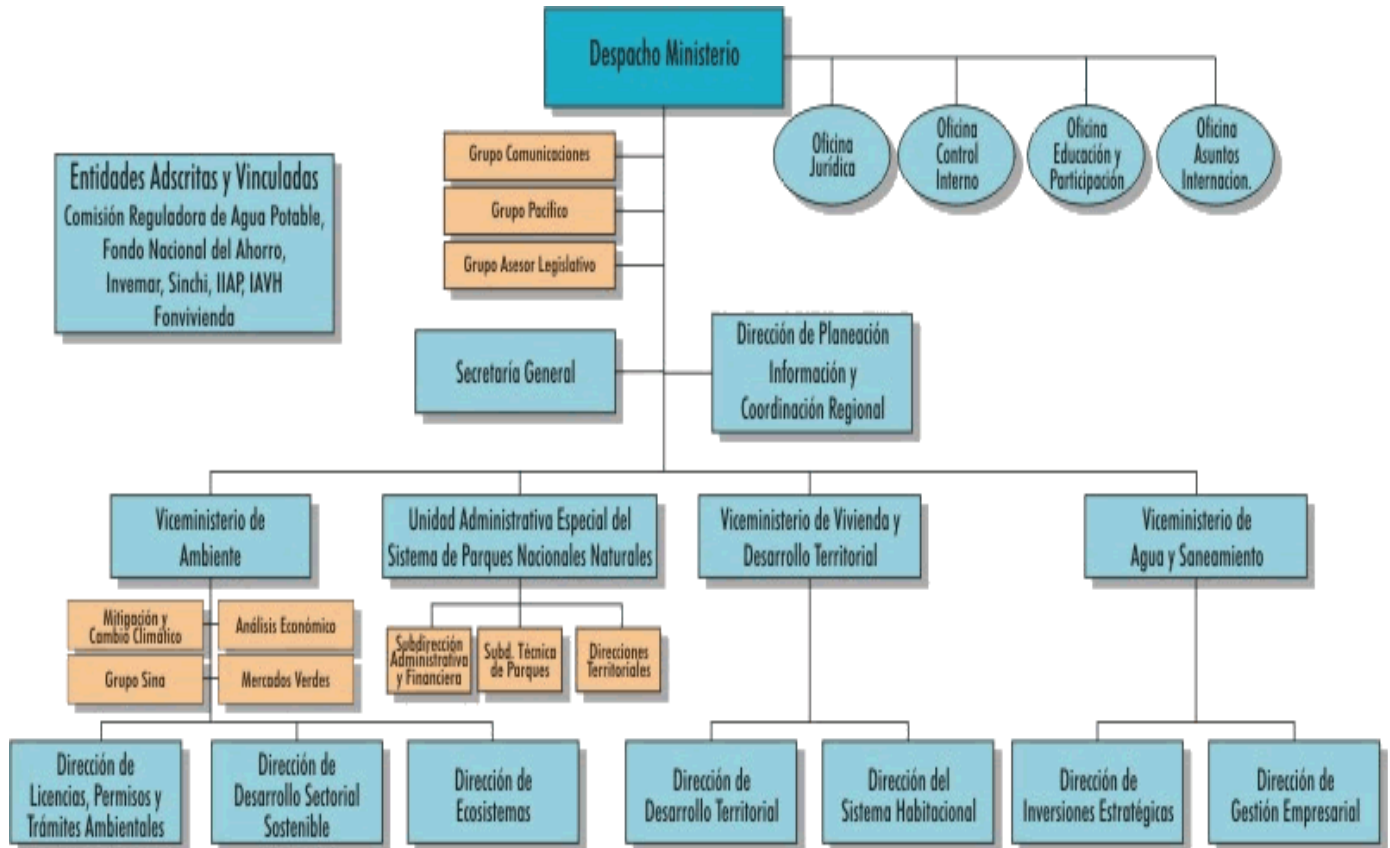 Despacho Ministerio
Oficina
Jurídica
Oficina
Control
Interno
Oficina
Educación y
Participación
Oficina
Asuntos
Internacion.
Grupo Comunicaciones
Grupo Pacífico
Grupo Asesor Legislativo
Entidades Adscritas y Vinculadas
Comisión Reguladora de Agua Potable,
Fondo Nacional del Ahorro,
Invemar, Sinchi, IIAP, IAVH
Fonvivienda
Secretaría General
Dirección de Planeación
Información y
Coordinación Regional
Viceministerio de
Ambiente
Unidad Administrativa Especial del
Sistema de Parques Nacionales Naturales
Viceministerio de Vivienda y
Desarrollo Territorial
Viceministerio de
Agua y Saneamiento
Mitigación y
Cambio Climático
Análisis Económico
Grupo Sina
Mercados Verdes
Subdirección
Administrativa
y Financiera
Subd. Técnica
de Parques
Direcciones
Territoriales
Dirección de
Licencias, Permisos y
Trámites Ambientales
Dirección de
Desarrollo Sectorial
Sostenible
Dirección de
Ecosistemas
Dirección de
Desarrollo Territorial
Dirección del
Sistema Habitacional
Dirección de
Inversiones Estratégicas
Dirección de
Gestión Empresarial